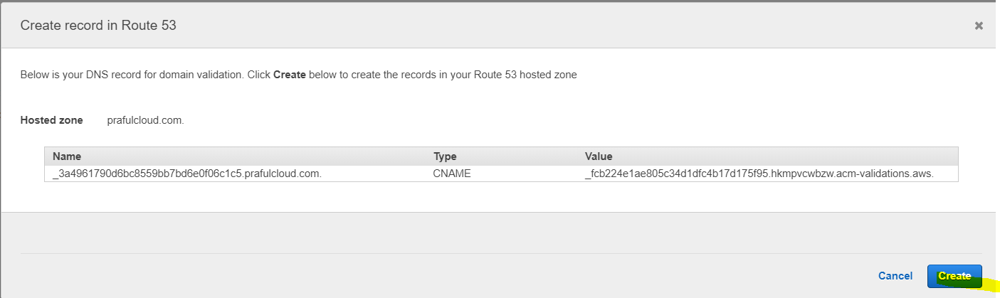 Create record in Route 53
Below is your DNS record for domain validation. Click Create below to create the records in your Route 53 hosted zone
Hosted zone prafulcloud.com.
Name Type Value
_3a4961790d6bc8559bb7bd6e0f06c1c5.prafulcloud.com. CNAME _fcb224e1ae805c34d1dfc4b17d175f95.hkmpvcwbzw.acm-validations.aws.
Cancel Create